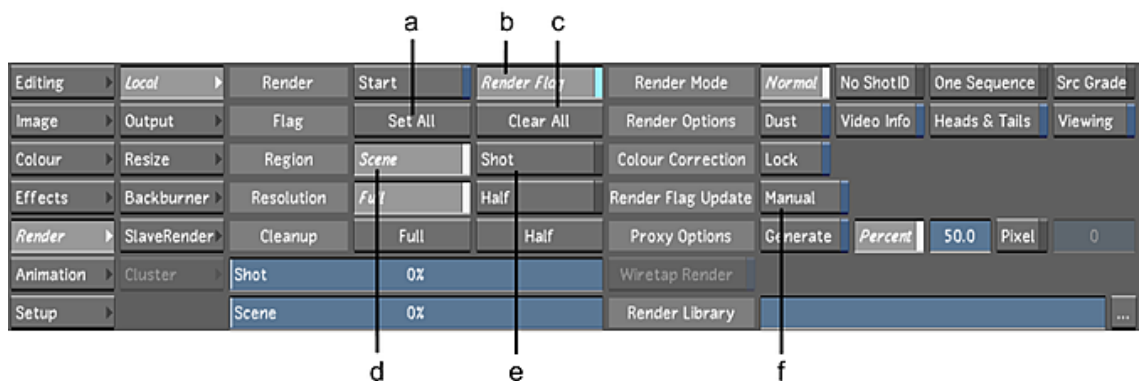 a b c
Editing Local Render Start Render Flag Render Mode Normal No ShotID One Sequence Src Grade
Image Output Flag Set All Clear All Render Options Dust Video Info Heads & Tails Viewing
Colour Resize Region Scene Shot Colour Correction Lock
Effects Backburner Resolution Full Half Render Flag Update Manual
Render SlaveRender Cleanup Full Half Proxy Options Generate Percent 50.0 Pixel 0
Animation Cluster Shot 0% Wiretap Render
Setup Scene 0% Render Library ...
d e f